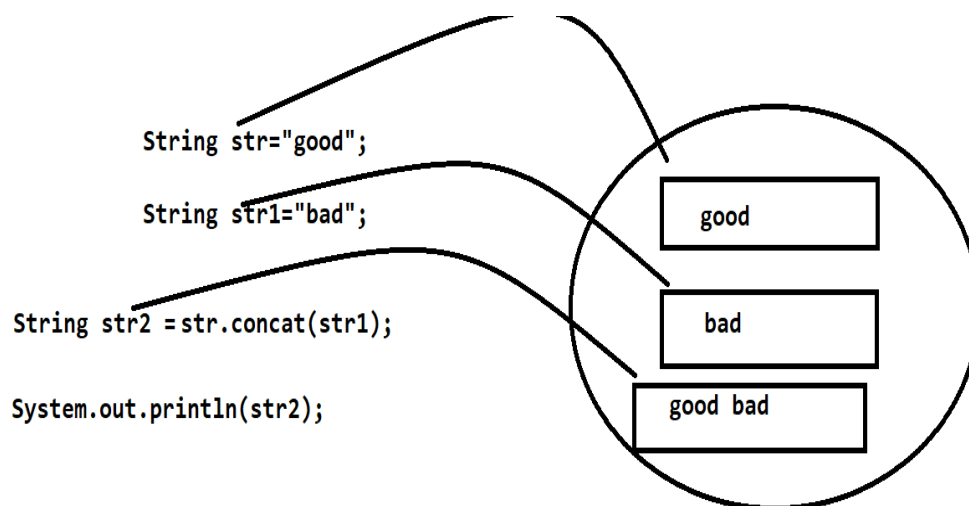 String str="good";
good
String str1="bad";
bad
String str2 =str.concat(str1);
good bad
System.out.println(str2);